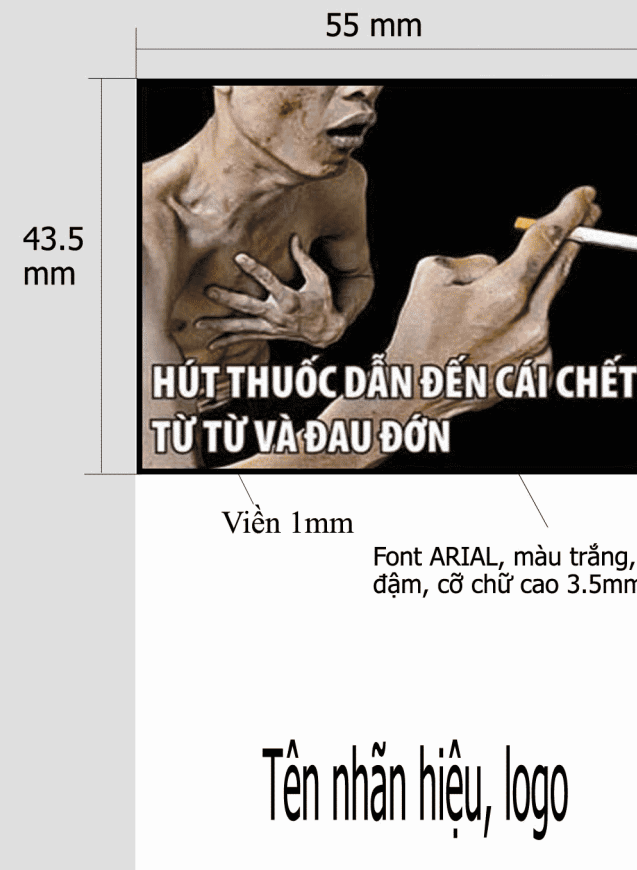 55 mm
43.5
mm
HÚT THUỐC DẪN ĐẾN CÁI CHẾT
TỪ TỪ VÀ ĐAU ĐỚN
Viền 1mm
Font ARIAL, màu trắng,
đậm, cỡ chữ cao 3.5mm
Tên nhãn hiệu, logo